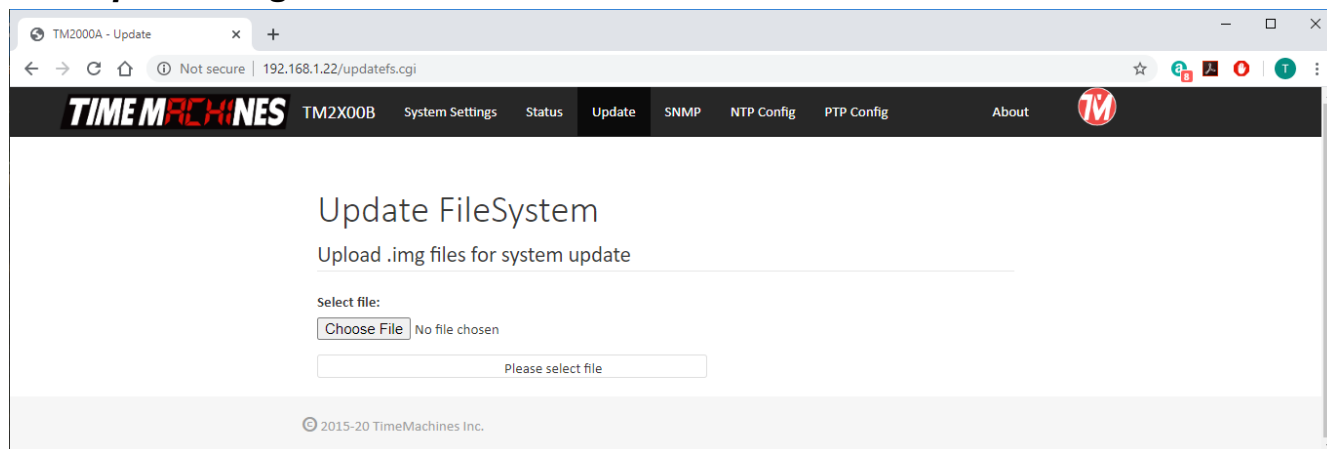 TM2000A - Update
Not secure | 192.168.1.22/updatefs.cgi
8
T
TIME MACHINES TM2X00B System Settings Status Update SNMP NTP Config PTP Config About TM
Update FileSystem
Upload .img files for system update
Select file:
Choose File No file chosen
Please select file
© 2015-20 TimeMachines Inc.